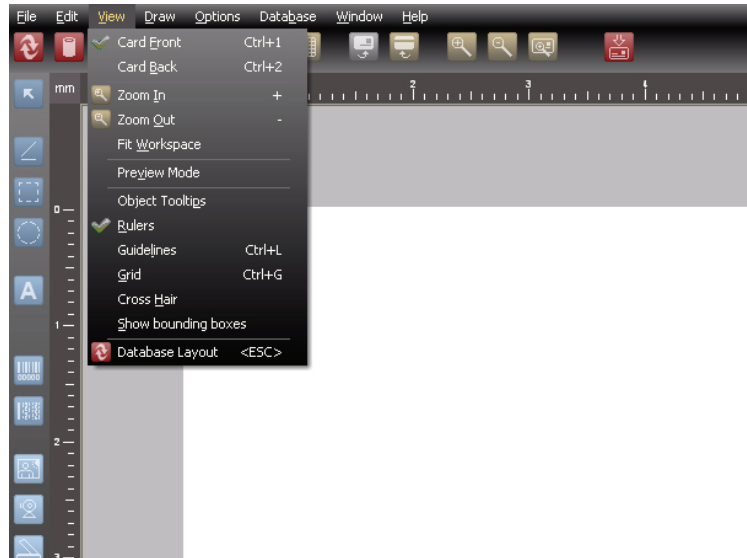 File Edit View Draw Options Database Window Help
Card Front Ctrl+1
Card Back Ctrl+2
mm
Zoom In +
Zoom Out -
Fit Workspace
Preview Mode
Object Tooltips
Rulers
Guidelines Ctrl+L
Grid Ctrl+G
Cross Hair
Show bounding boxes
Database Layout <ESC>
2 3 4
0
1
2
3
A
00000